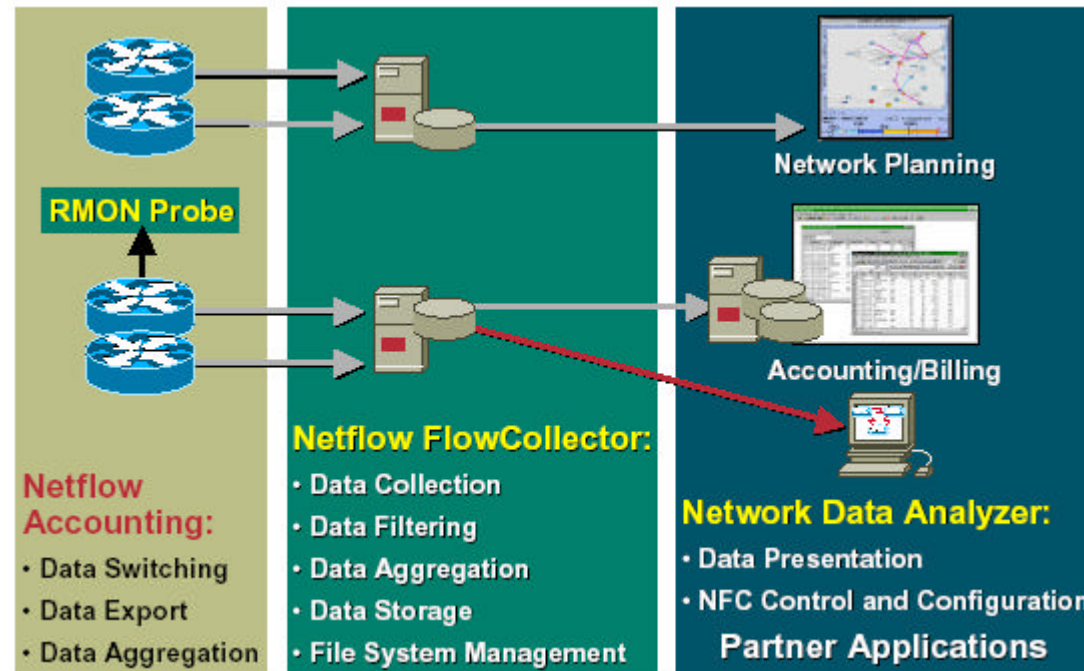 RMON Probe
Netflow
Accounting:
• Data Switching
• Data Export
• Data Aggregation
Netflow FlowCollector:
• Data Collection
• Data Filtering
• Data Aggregation
• Data Storage
• File System Management
Network Planning
Accounting/Billing
Network Data Analyzer:
• Data Presentation
• NFC Control and Configuration
Partner Applications